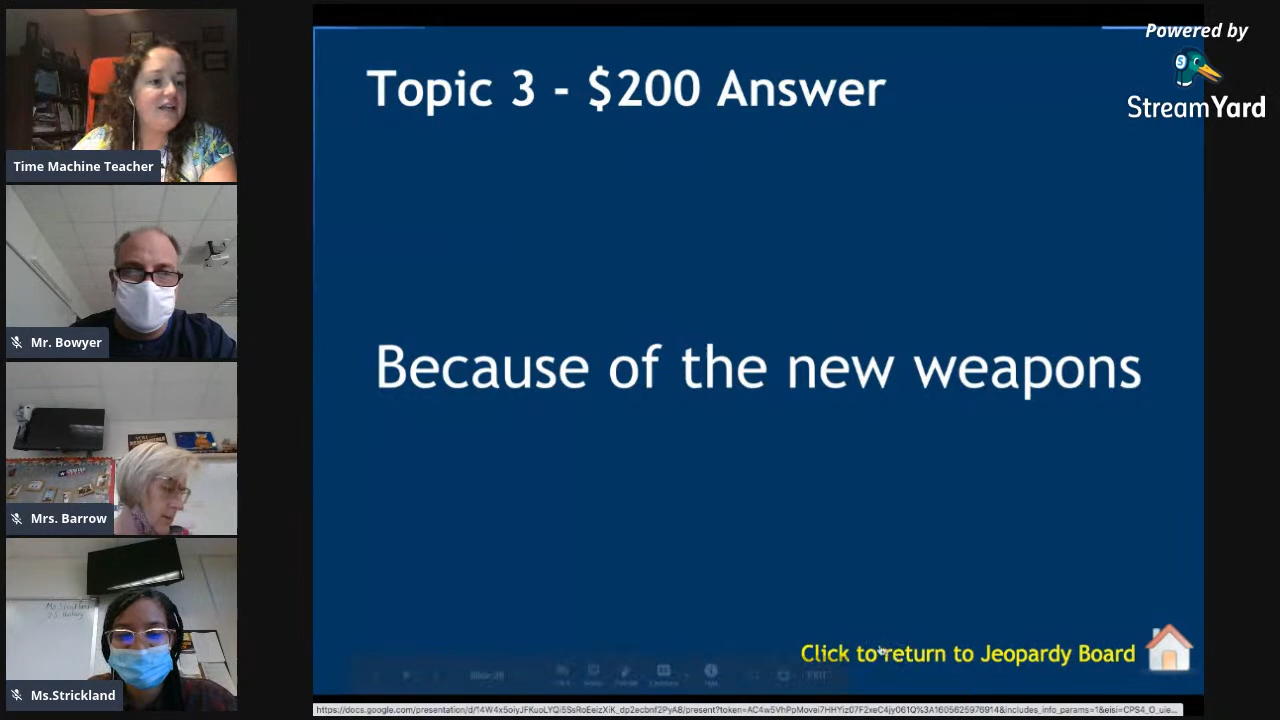 Powered by
StreamYard
Topic 3 - $200 Answer
Time Machine Teacher
Mr. Bowyer
Because of the new weapons
Mrs. Barrow
Ms.Strickland
Click to return to Jeopardy Board
EXIT